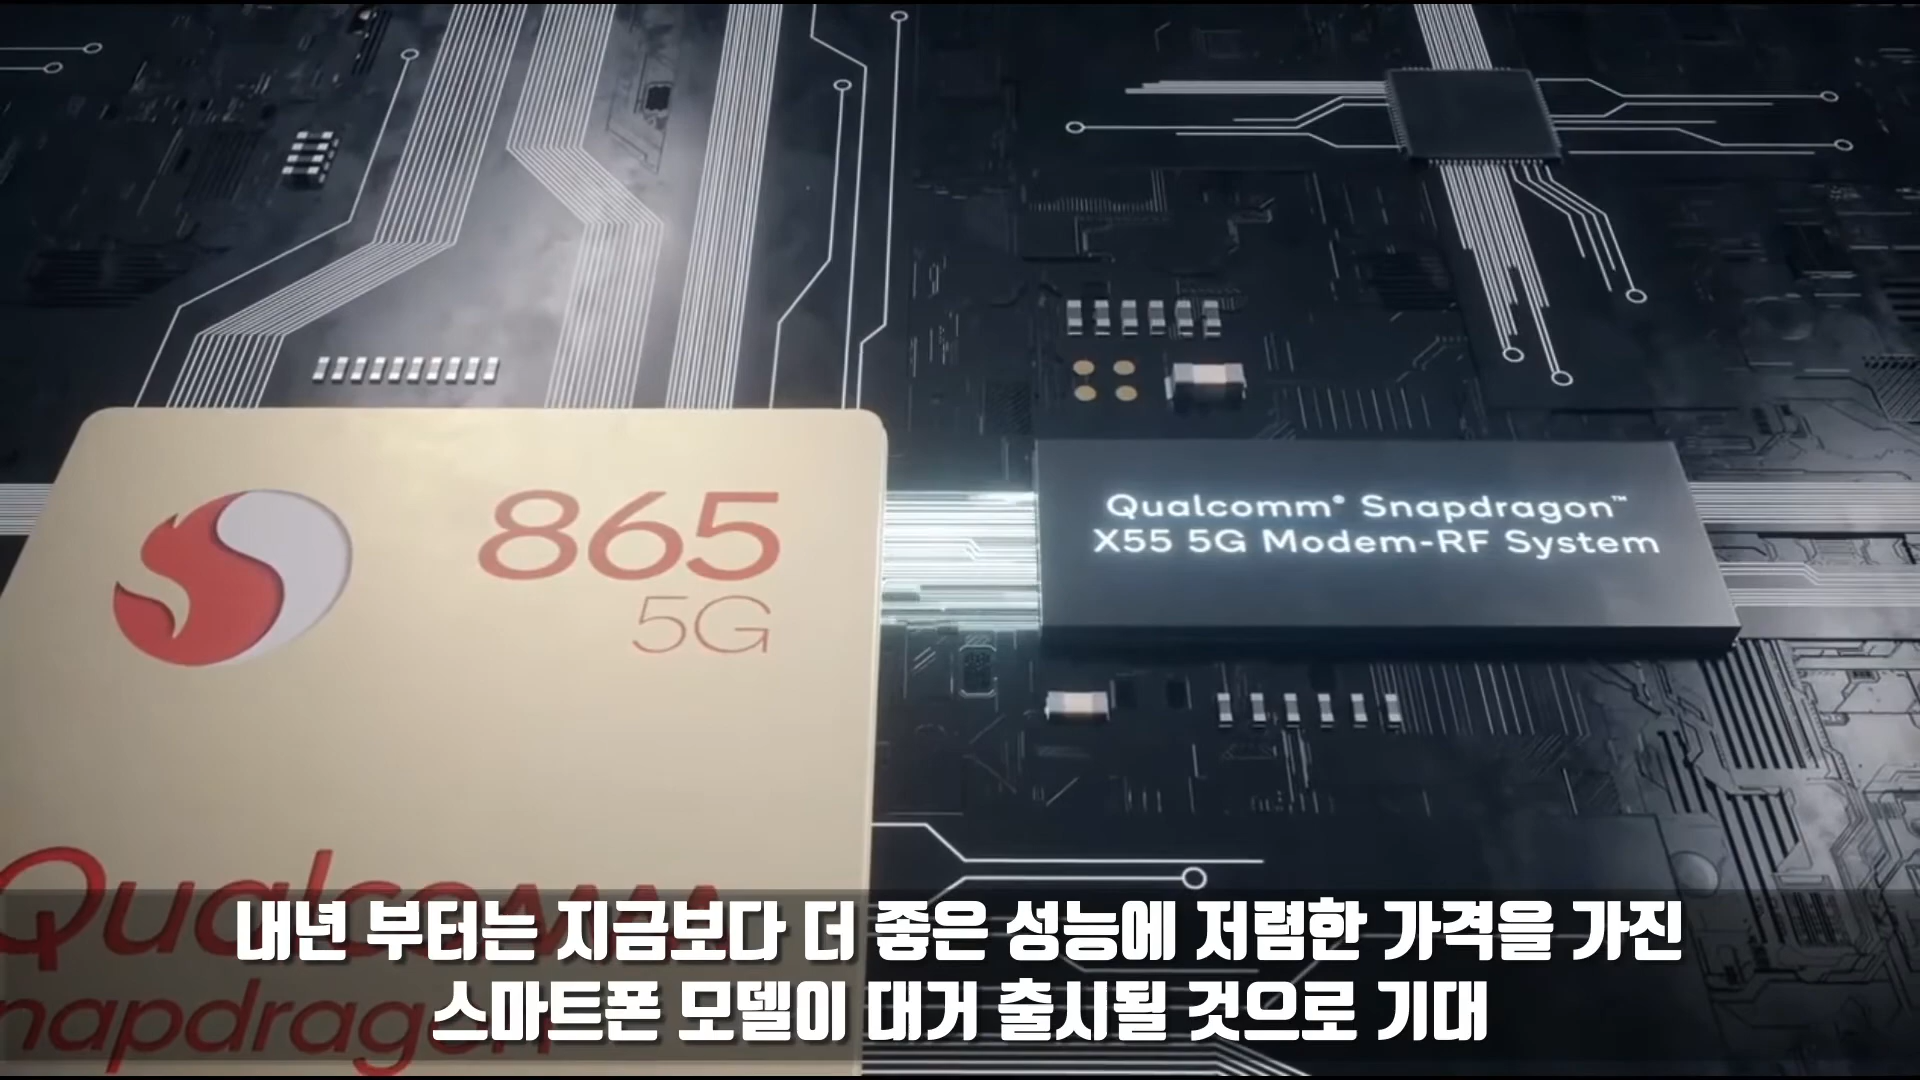 865
5G
Qualcomm® Snapdragon™
X55 5G Modem-RF System
Qualcomm
snapdragon
내년 부터는 지금보다 더 좋은 성능에 저렴한 가격을 가진
스마트폰 모델이 대거 출시될 것으로 기대